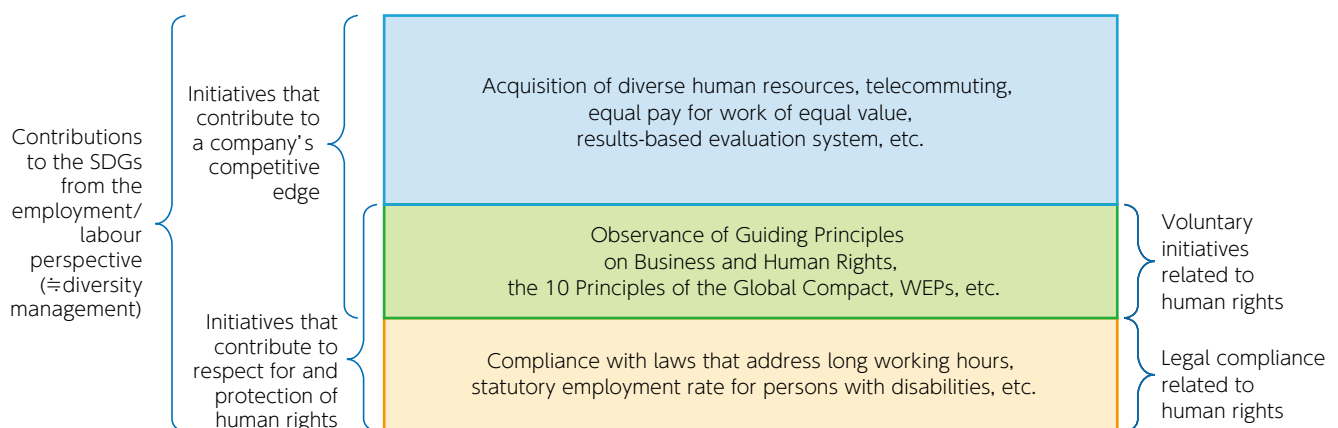 Contributions
to the SDGs
from the
employment/
labour
perspective
(≒diversity
management)
Initiatives that
contribute to
a company's
competitive
edge
Initiatives that
contribute to
respect for and
protection of
human rights
Acquisition of diverse human resources, telecommuting,
equal pay for work of equal value,
results-based evaluation system, etc.
Observance of Guiding Principles
on Business and Human Rights,
the 10 Principles of the Global Compact, WEPs, etc.
Compliance with laws that address long working hours,
statutory employment rate for persons with disabilities, etc.
Voluntary
initiatives
related to
human rights
Legal compliance
related to
human rights